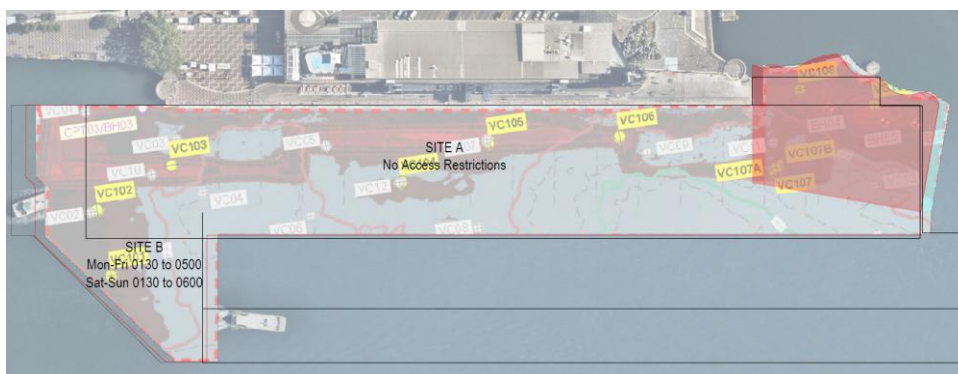 VC108
VC01
CPT03/BH03
VC105
VC106
VC03
VC103
VC05
SITE A
No Access Restrictions
VC09
VC107B
VC10
VC12
VC107A
VC107
VC102
VC04
VC02
VC06
VC08
SITE B
Mon-Fri 0130 to 0500
Sat-Sun 0130 to 0600